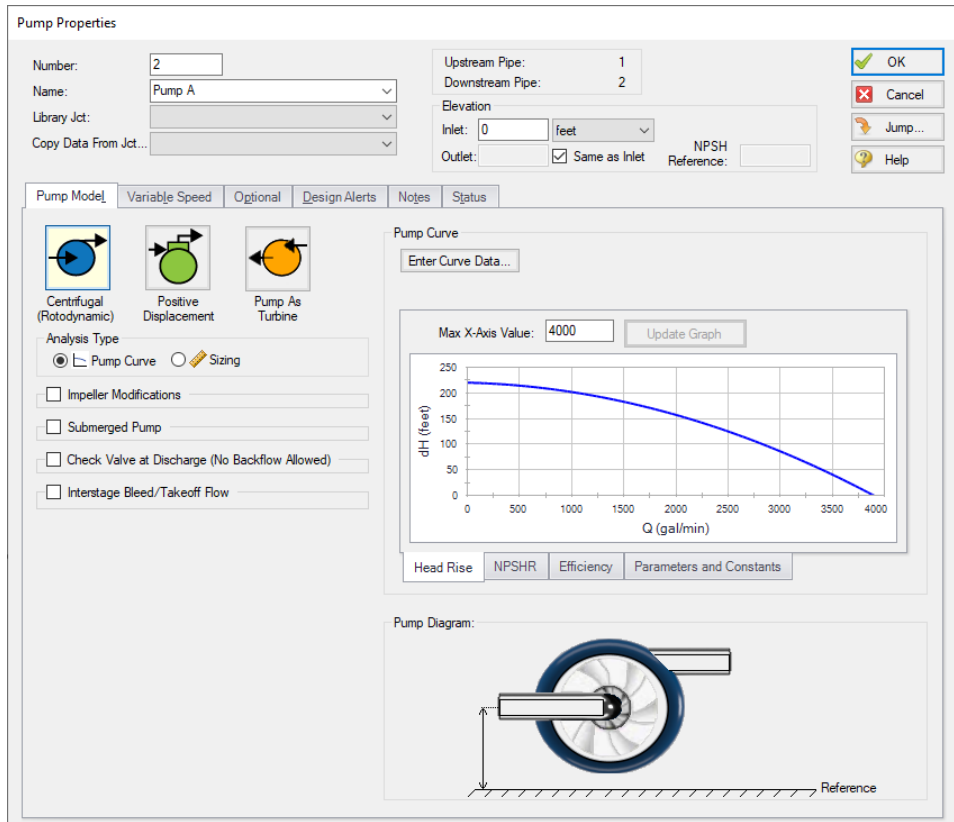 Pump Properties
Number: 2
Name: Pump A
Library Jct:
Copy Data From Jct...
Upstream Pipe: 1
Downstream Pipe: 2
Elevation
Inlet: 0 feet
Outlet: Same as Inlet
NPSH
Reference:
OK
Cancel
Jump...
Help
Pump Model Variable Speed Optional Design Alerts Notes Status
Centrifugal
(Rotodynamic)
Positive
Displacement
Pump As
Turbine
Analysis Type
Pump Curve Sizing
Impeller Modifications
Submerged Pump
Check Valve at Discharge (No Backflow Allowed)
Interstage Bleed/Takeoff Flow
Pump Curve
Enter Curve Data...
Max X-Axis Value: 4000 Update Graph
dH (feet)
250
200
150
100
50
0
0 500 1000 1500 2000 2500 3000 3500 4000
Q (gal/min)
Head Rise NPSHR Efficiency Parameters and Constants
Pump Diagram:
Reference